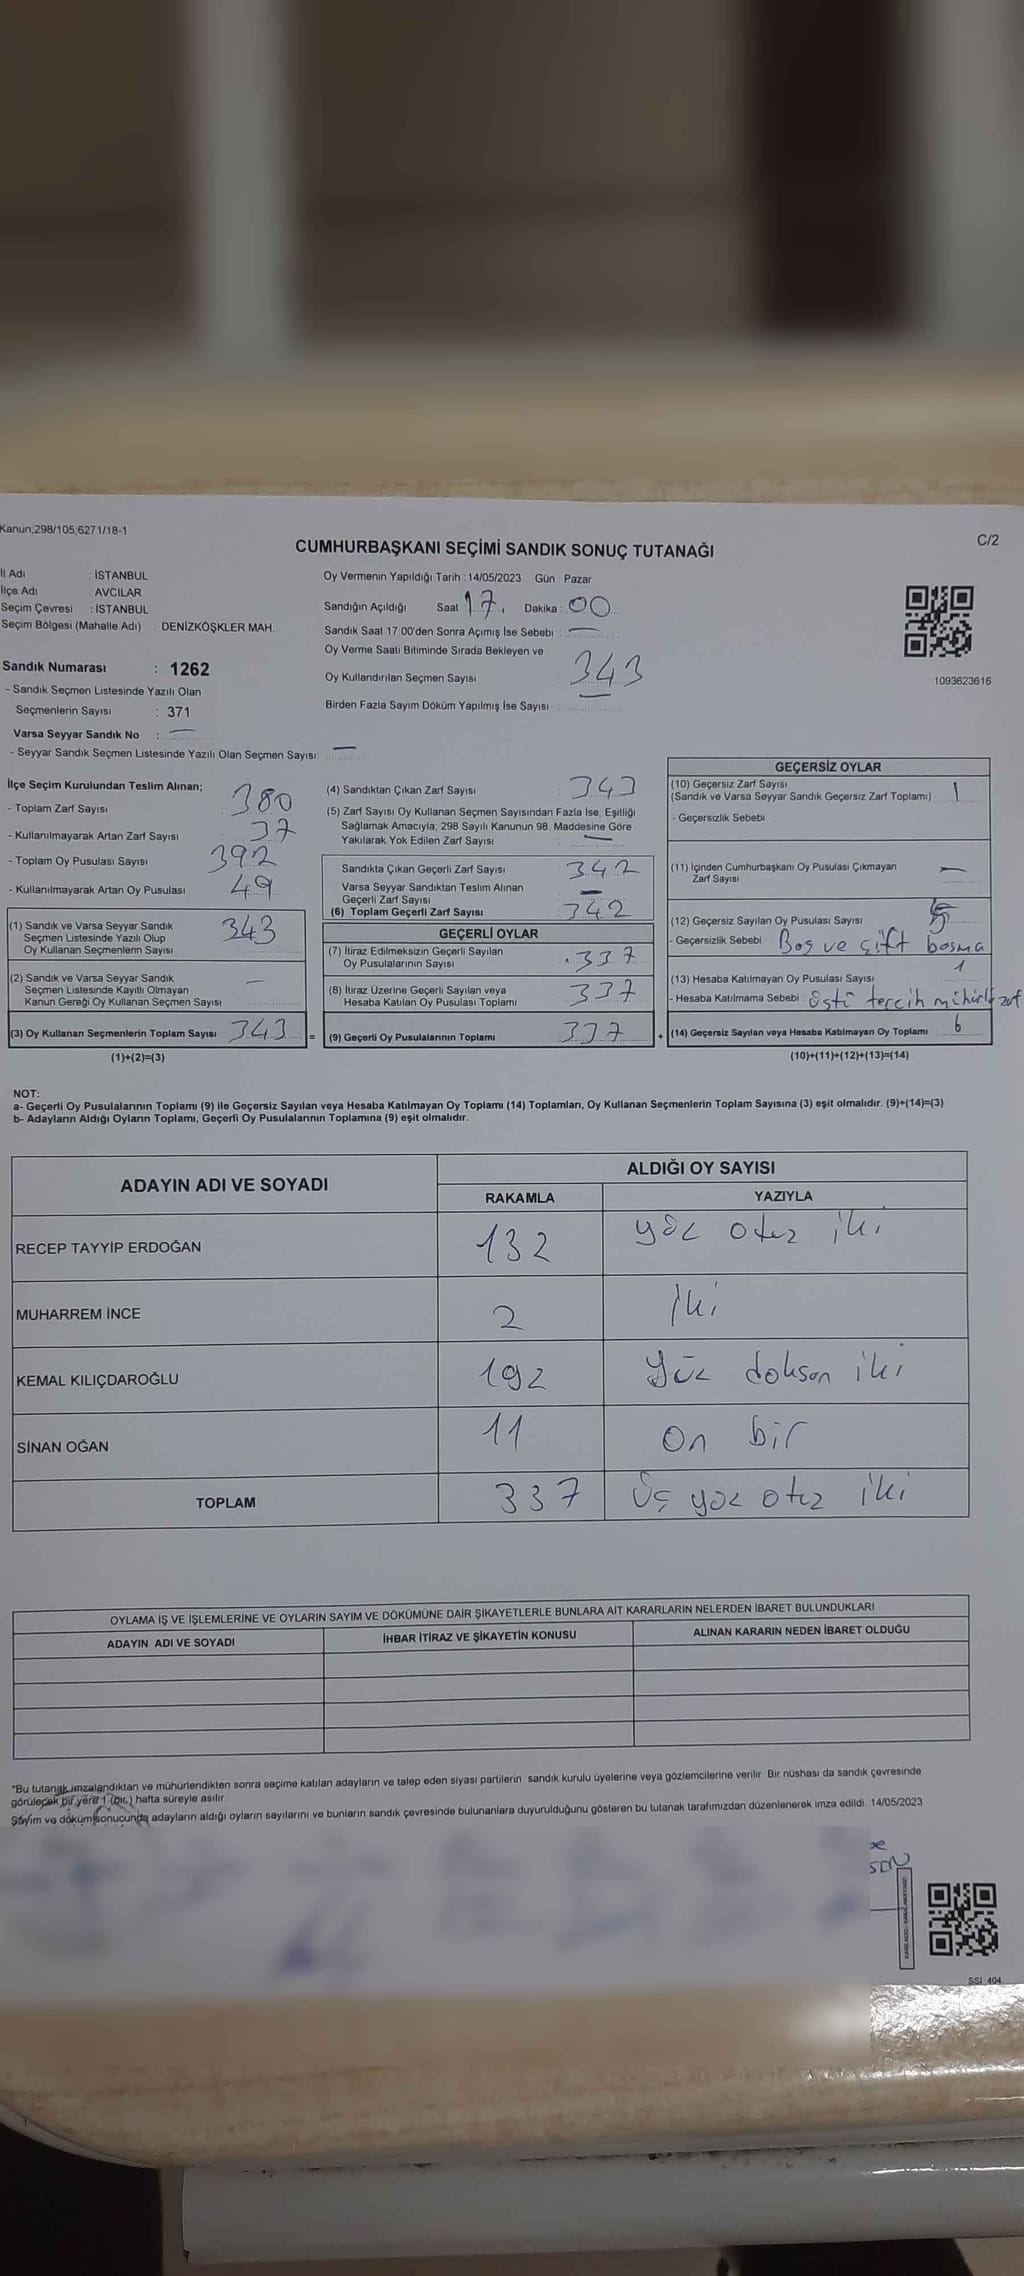 Kanun;298/105,6271/18-1
C/2
CUMHURBAŞKANI SEÇİMİ SANDIK SONUÇ TUTANAĞI
İl Adı : İSTANBUL
İlçe Adı : AVCILAR
Seçim Çevresi : İSTANBUL
Seçim Bölgesi (Mahalle Adı) DENİZKÖŞKLER MAH.
Sandık Numarası : 1262
- Sandık Seçmen Listesinde Yazılı Olan
Seçmenlerin Sayısı : 371
Varsa Seyyar Sandık No : —
- Seyyar Sandık Seçmen Listesinde Yazılı Olan Seçmen Sayısı: —
Oy Vermenin Yapıldığı Tarih : 14/05/2023 Gün Pazar
Sandığın Açıldığı Saat 17. Dakika : 00
Sandık Saat 17:00'den Sonra Açılmış İse Sebebi : —
Oy Verme Saati Bitiminde Sırada Bekleyen ve
Oy Kullandırılan Seçmen Sayısı 343
Birden Fazla Sayım Döküm Yapılmış İse Sayısı —
1093623616
İlçe Seçim Kurulundan Teslim Alınan;
- Toplam Zarf Sayısı 380
- Kullanılmayarak Artan Zarf Sayısı 37
- Toplam Oy Pusulası Sayısı 392
- Kullanılmayarak Artan Oy Pusulası 49
(1) Sandık ve Varsa Seyyar Sandık
Seçmen Listesinde Yazılı Olup
Oy Kullanan Seçmenlerin Sayısı 343
(2) Sandık ve Varsa Seyyar Sandık
Seçmen Listesinde Kayıtlı Olmayan
Kanun Gereği Oy Kullanan Seçmen Sayısı —
(3) Oy Kullanan Seçmenlerin Toplam Sayısı 343 =
(1)+(2)=(3)
(4) Sandıktan Çıkan Zarf Sayısı 343
(5) Zarf Sayısı Oy Kullanan Seçmen Sayısından Fazla İse, Eşitliği
Sağlamak Amacıyla; 298 Sayılı Kanunun 98. Maddesine Göre
Yakılarak Yok Edilen Zarf Sayısı —
Sandıkta Çıkan Geçerli Zarf Sayısı 342
Varsa Seyyar Sandıktan Teslim Alınan
Geçerli Zarf Sayısı —
(6) Toplam Geçerli Zarf Sayısı 342
GEÇERLİ OYLAR
(7) İtiraz Edilmeksizin Geçerli Sayılan
Oy Pusulalarının Sayısı 337
(8) İtiraz Üzerine Geçerli Sayılan veya
Hesaba Katılan Oy Pusulası Toplamı 337
(9) Geçerli Oy Pusulalarının Toplamı 337 +
GEÇERSİZ OYLAR
(10) Geçersiz Zarf Sayısı
(Sandık ve Varsa Seyyar Sandık Geçersiz Zarf Toplamı) 1
- Geçersizlik Sebebi
(11) İçinden Cumhurbaşkanı Oy Pusulası Çıkmayan
Zarf Sayısı —
(12) Geçersiz Sayılan Oy Pusulası Sayısı 5
- Geçersizlik Sebebi Boş ve çift basma
(13) Hesaba Katılmayan Oy Pusulası Sayısı 1
- Hesaba Katılmama Sebebi : üstü tercih mühürlü zarf
(14) Geçersiz Sayılan veya Hesaba Katılmayan Oy Toplamı 6
(10)+(11)+(12)+(13)=(14)
NOT:
a- Geçerli Oy Pusulalarının Toplamı (9) ile Geçersiz Sayılan veya Hesaba Katılmayan Oy Toplamı (14) Toplamları, Oy Kullanan Seçmenlerin Toplam Sayısına (3) eşit olmalıdır. (9)+(14)=(3)
b- Adayların Aldığı Oyların Toplamı, Geçerli Oy Pusulalarının Toplamına (9) eşit olmalıdır.
ADAYIN ADI VE SOYADI
ALDIĞI OY SAYISI
RAKAMLA YAZIYLA
RECEP TAYYİP ERDOĞAN 132 yüz otuz iki
MUHARREM İNCE 2 iki
KEMAL KILIÇDAROĞLU 192 yüz doksan iki
SİNAN OĞAN 11 on bir
TOPLAM 337 üç yüz otuz iki
OYLAMA İŞ VE İŞLEMLERİNE VE OYLARIN SAYIM VE DÖKÜMÜNE DAİR ŞİKAYETLERLE BUNLARA AİT KARARLARIN NELERDEN İBARET BULUNDUKLARI
ADAYIN ADI VE SOYADI İHBAR İTİRAZ VE ŞİKAYETİN KONUSU ALINAN KARARIN NEDEN İBARET OLDUĞU
*Bu tutanak imzalandıktan ve mühürlendikten sonra seçime katılan adayların ve talep eden siyasi partilerin sandık kurulu üyelerine veya gözlemcilerine verilir. Bir nüshası da sandık çevresinde
görülecek bir yere 1 (bir) hafta süreyle asılır.
Sayım ve döküm sonucunda adayların aldığı oyların sayılarını ve bunların sandık çevresinde bulunanlara duyurulduğunu gösteren bu tutanak tarafımızdan düzenlenerek imza edildi. 14/05/2023
SSI_404